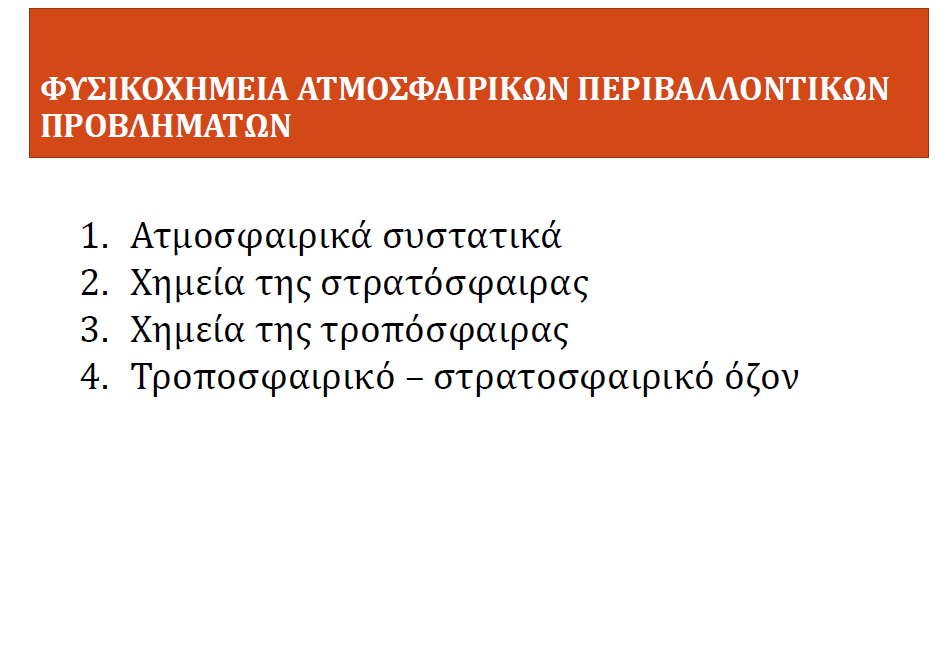 ΦΥΣΙΚΟΧΗΜΕΙΑ ΑΤΜΟΣΦΑΙΡΙΚΩΝ ΠΕΡΙΒΑΛΛΟΝΤΙΚΩΝ
ΠΡΟΒΛΗΜΑΤΩΝ
1. Ατμοσφαιρικά συστατικά
2. Χημεία της στρατόσφαιρας
3. Χημεία της τροπόσφαιρας
4. Τροποσφαιρικό – στρατοσφαιρικό όζον